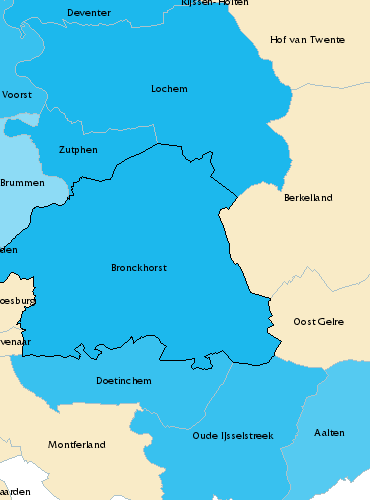 Rijssen-Holten
Deventer
Hof van Twente
Lochem
Voorst
Zutphen
Brummen
Berkelland
den
Bronckhorst
oesburg
Oost Gelre
venaar
Doetinchem
Oude IJsselstreek
Aalten
Montferland
aarden